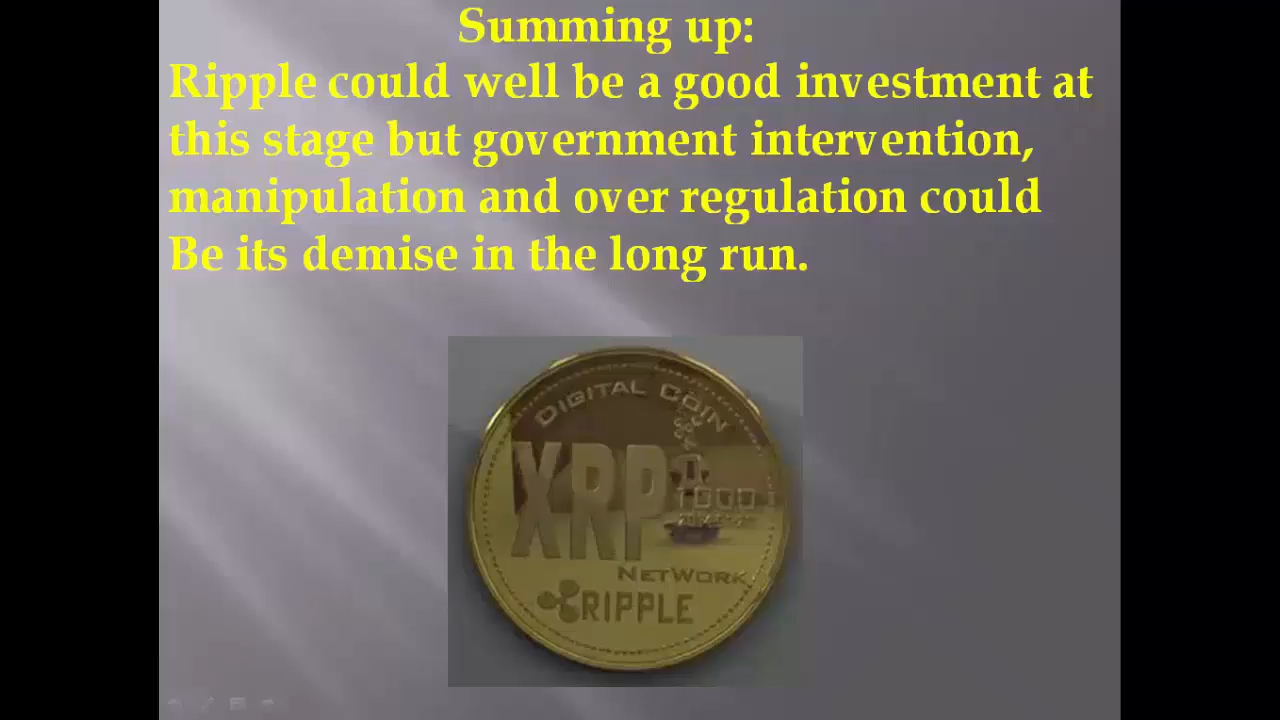 Summing up:
Ripple could well be a good investment at
this stage but government intervention,
manipulation and over regulation could
Be its demise in the long run.
DIGITAL COIN
XRP
1000
NETWORK
RIPPLE